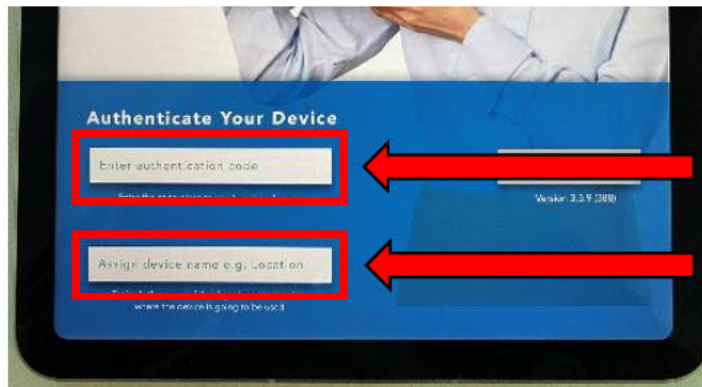 Authenticate Your Device
Enter authentication code
Version 3.3.9 (388)
Assign device name e.g. Location
where the device is going to be used